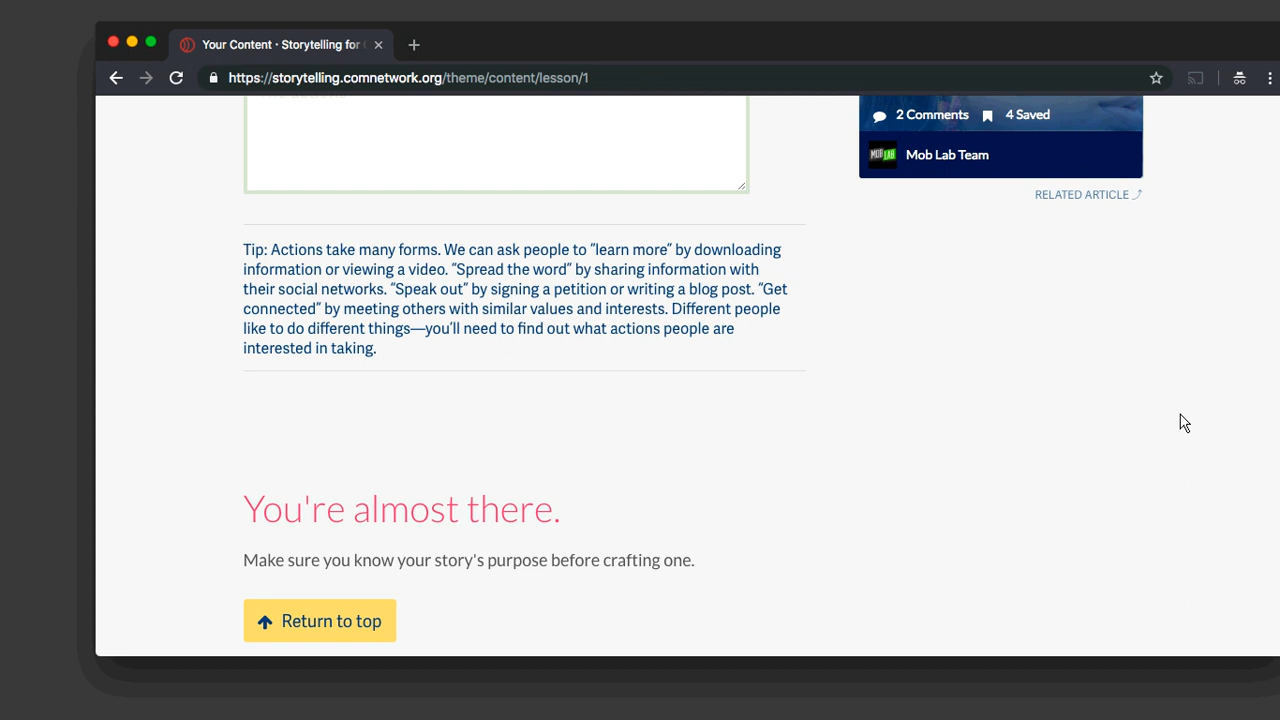 Your Content · Storytelling for
https://storytelling.comnetwork.org/theme/content/lesson/1
2 Comments 4 Saved
MOB LAB Mob Lab Team
RELATED ARTICLE
Tip: Actions take many forms. We can ask people to “learn more” by downloading
information or viewing a video. “Spread the word” by sharing information with
their social networks. “Speak out” by signing a petition or writing a blog post. “Get
connected” by meeting others with similar values and interests. Different people
like to do different things—you’ll need to find out what actions people are
interested in taking.
You're almost there.
Make sure you know your story's purpose before crafting one.
Return to top